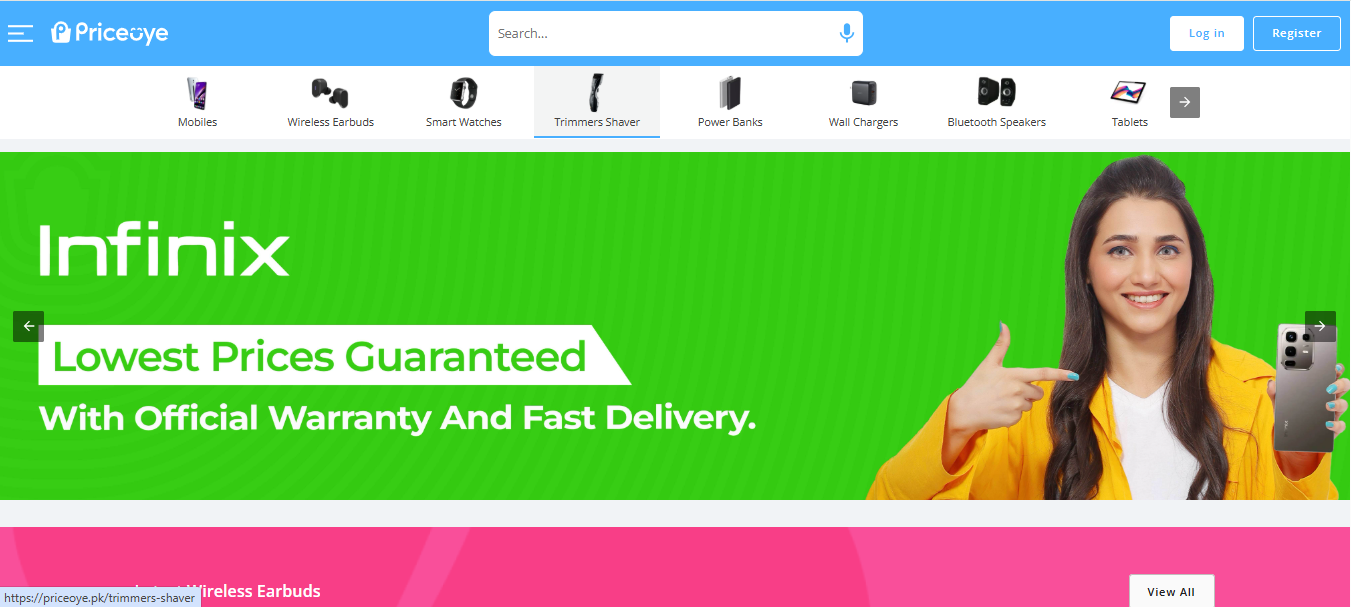 Priceoye
Search...
Log in
Register
Mobiles
Wireless Earbuds
Smart Watches
Trimmers Shaver
Power Banks
Wall Chargers
Bluetooth Speakers
Tablets
Infinix
Lowest Prices Guaranteed
With Official Warranty And Fast Delivery.
Wireless Earbuds
View All
https://priceoye.pk/trimmers-shaver